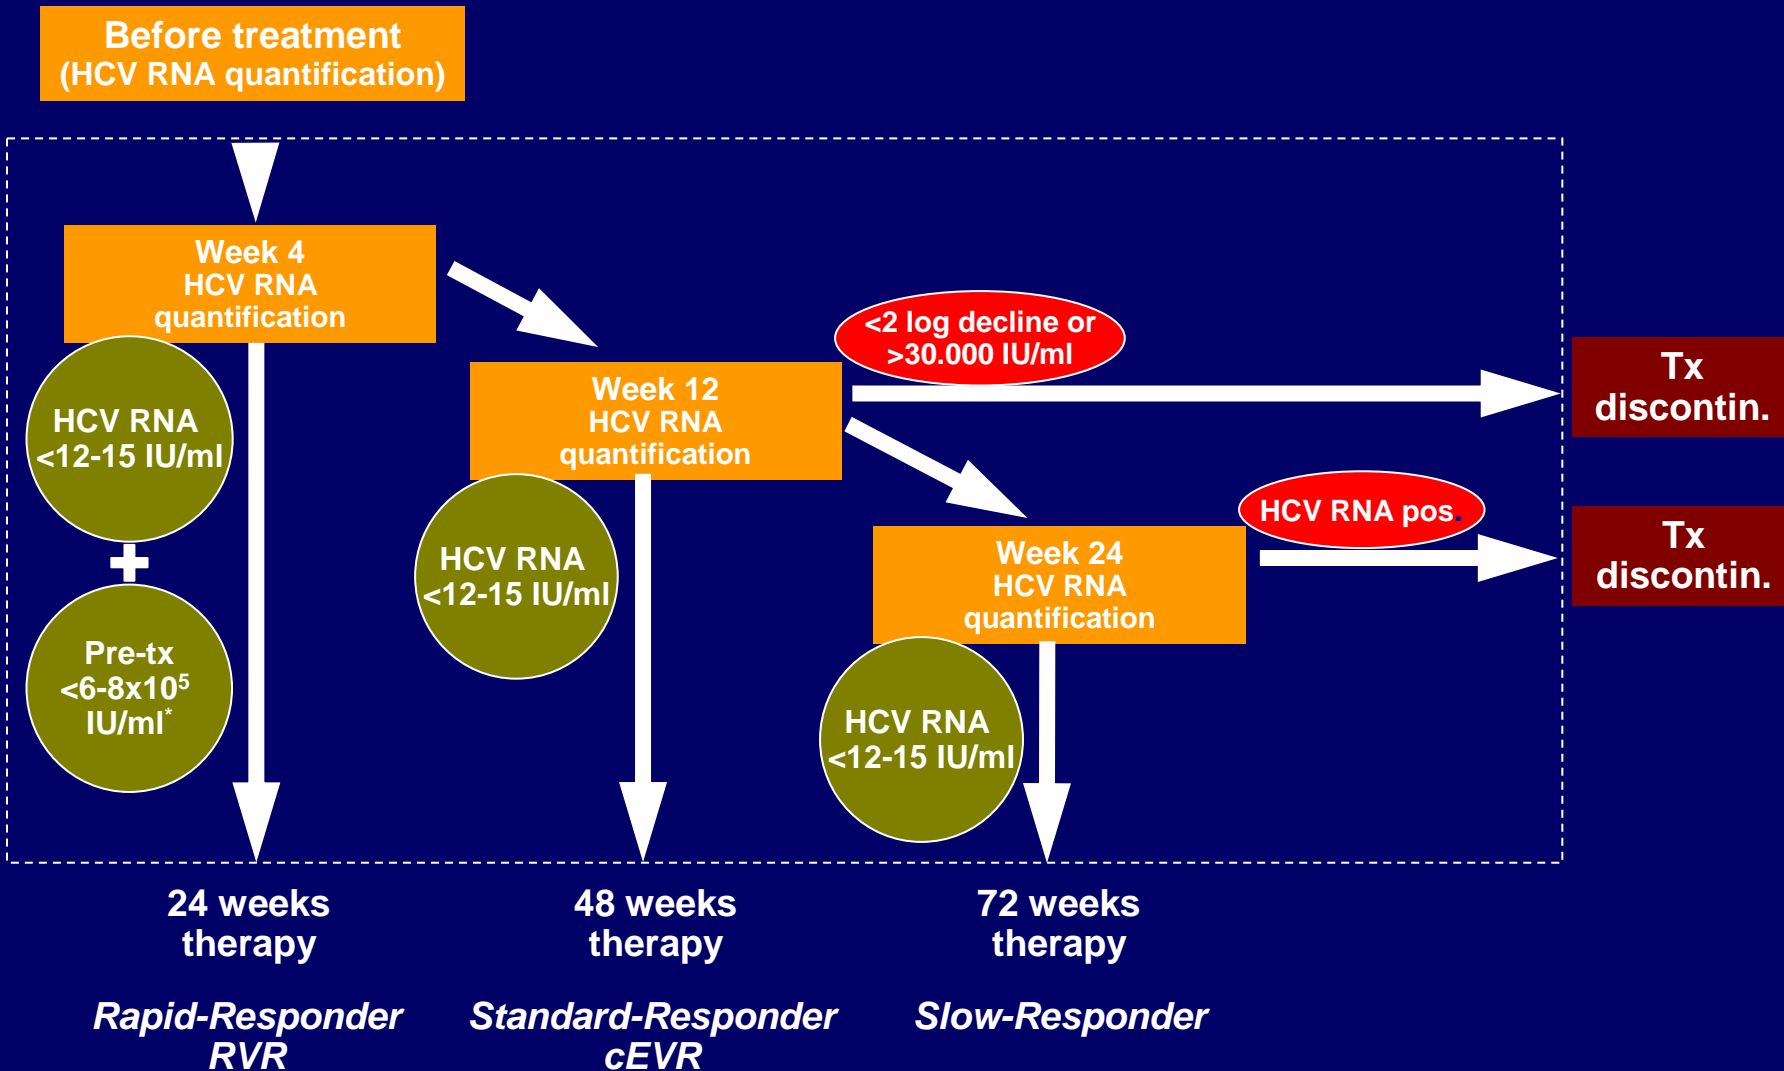 Before treatment
(HCV RNA quantification)
Week 4
HCV RNA
quantification
HCV RNA
<12-15 IU/ml
+
Pre-tx
<6-8x10⁵
IU/ml*
<2 log decline or
>30.000 IU/ml
Week 12
HCV RNA
quantification
HCV RNA
<12-15 IU/ml
Tx
discontin.
HCV RNA pos.
Week 24
HCV RNA
quantification
HCV RNA
<12-15 IU/ml
Tx
discontin.
24 weeks
therapy
48 weeks
therapy
72 weeks
therapy
Rapid-Responder
RVR
Standard-Responder
cEVR
Slow-Responder